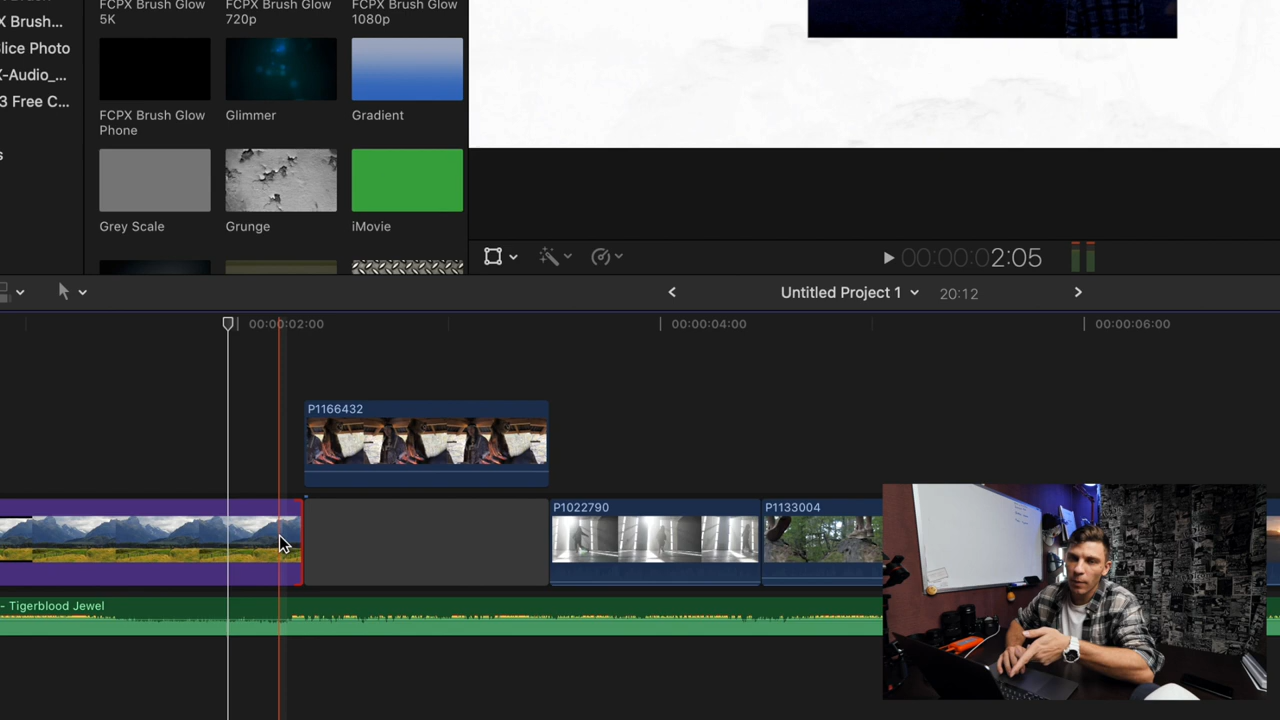 FCPX Brush Glow
5K
FCPX Brush Glow
720p
FCPX Brush Glow
1080p
X Brush...
lice Photo
X-Audio_...
3 Free C...
s
FCPX Brush Glow
Phone
Glimmer
Gradient
Grey Scale
Grunge
iMovie
00:00:02:05
Untitled Project 1
20:12
00:00:02:00
00:00:04:00
00:00:06:00
P1166432
P1022790
P1133004
- Tigerblood Jewel